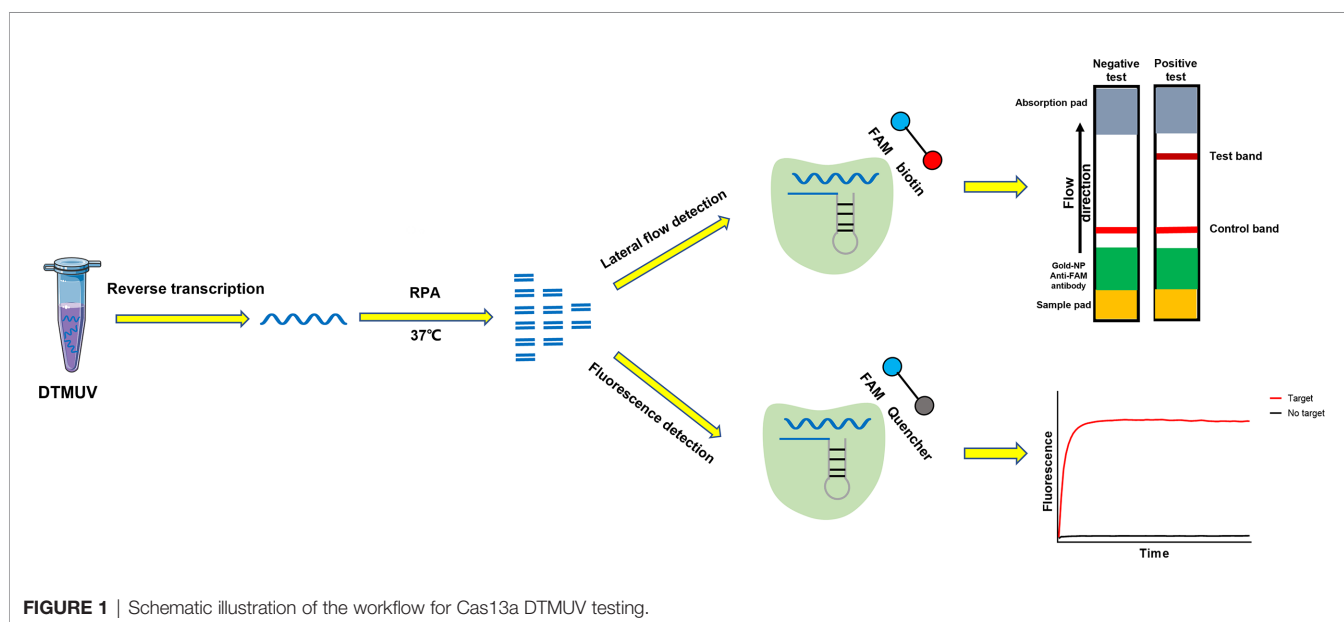 DTMUV
Reverse transcription
RPA
37℃
Lateral flow detection
Fluorescence detection
FAM
biotin
FAM
Quencher
Negative
test
Positive
test
Absorption pad
Flow
direction
Gold-NP
Anti-FAM
antibody
Sample pad
Test band
Control band
Fluorescence
Time
Target
No target
FIGURE 1 | Schematic illustration of the workflow for Cas13a DTMUV testing.